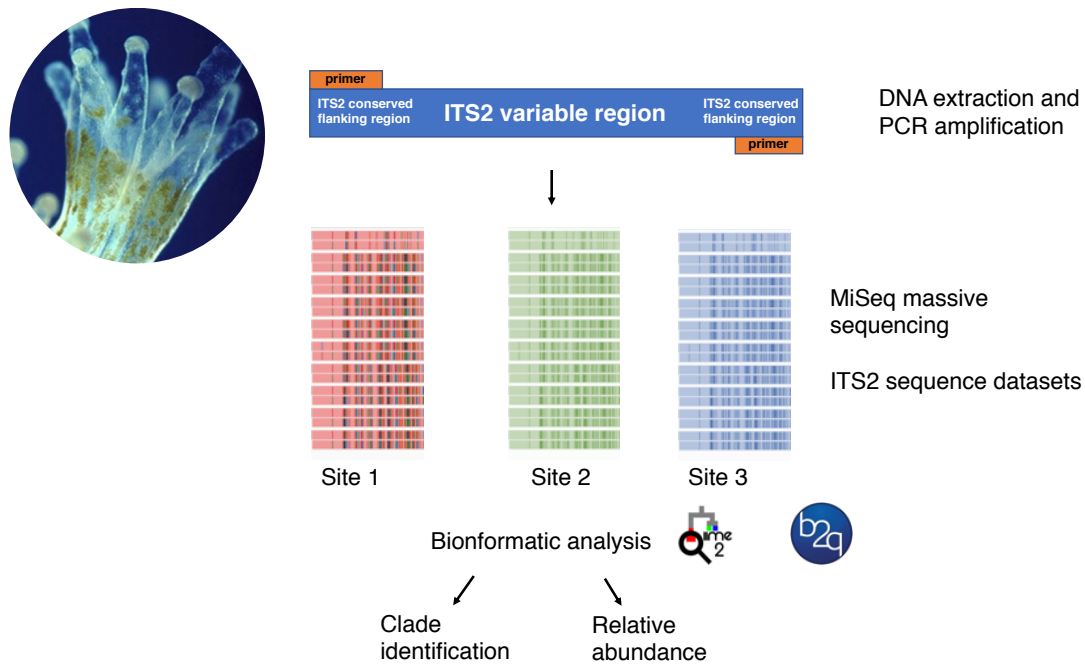 primer
ITS2 conserved
flanking region
ITS2 variable region
ITS2 conserved
flanking region
primer
DNA extraction and
PCR amplification
MiSeq massive
sequencing
ITS2 sequence datasets
Site 1
Site 2
Site 3
Bionformatic analysis
ime
2
b2q
Clade
identification
Relative
abundance